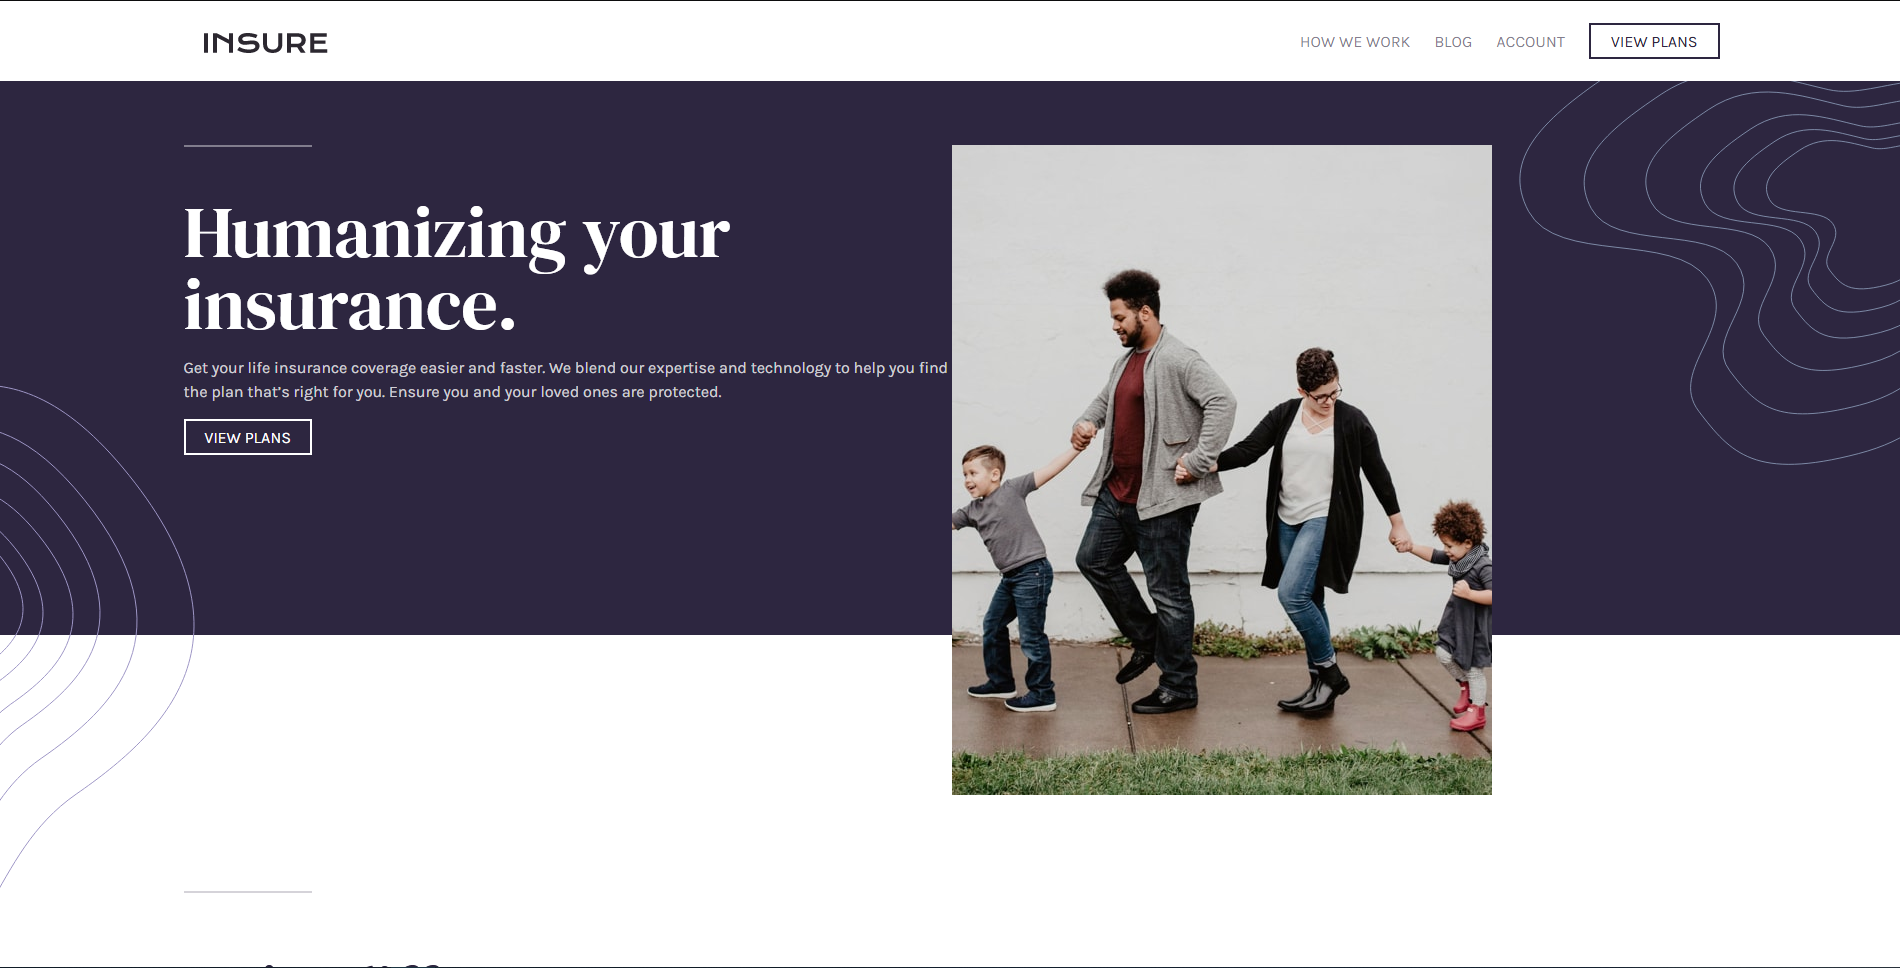 INSURE
HOW WE WORK
BLOG
ACCOUNT
VIEW PLANS
Humanizing your
insurance.
Get your life insurance coverage easier and faster. We blend our expertise and technology to help you find
the plan that’s right for you. Ensure you and your loved ones are protected.
VIEW PLANS